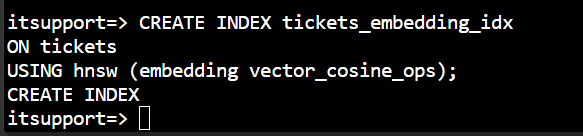 itsupport=> CREATE INDEX tickets_embedding_idx
ON tickets
USING hnsw (embedding vector_cosine_ops);
CREATE INDEX
itsupport=>